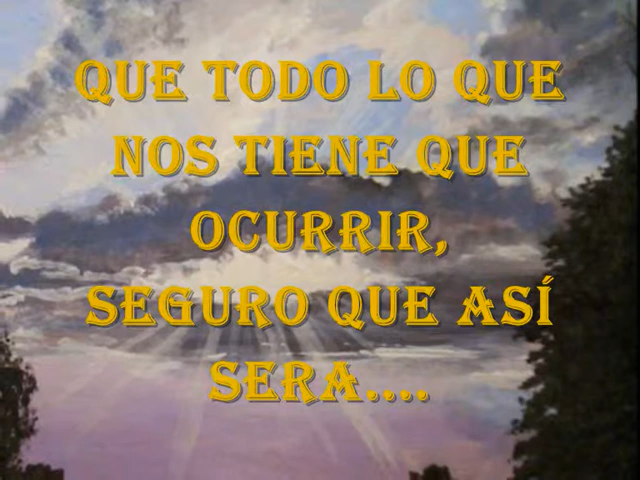 QUE TODO LO QUE
NOS TIENE QUE
OCURRIR,
SEGURO QUE ASÍ
SERA....